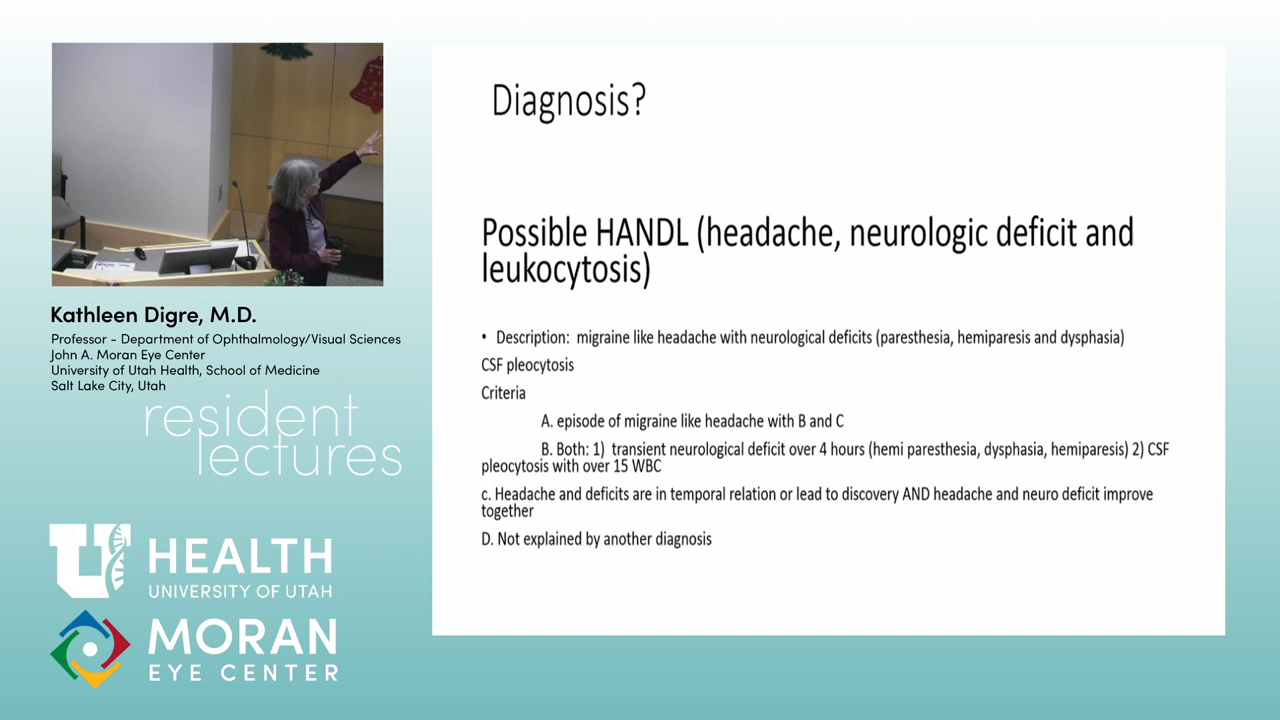 Diagnosis?
Possible HANDL (headache, neurologic deficit and
leukocytosis)
• Description: migraine like headache with neurological deficits (paresthesia, hemiparesis and dysphasia)
CSF pleocytosis
Criteria
A. episode of migraine like headache with B and C
B. Both: 1) transient neurological deficit over 4 hours (hemi paresthesia, dysphasia, hemiparesis) 2) CSF
pleocytosis with over 15 WBC
c. Headache and deficits are in temporal relation or lead to discovery AND headache and neuro deficit improve
together
D. Not explained by another diagnosis
Kathleen Digre, M.D.
Professor - Department of Ophthalmology/Visual Sciences
John A. Moran Eye Center
University of Utah Health, School of Medicine
Salt Lake City, Utah
resident
lectures
U HEALTH
UNIVERSITY OF UTAH
MORAN
EYE CENTER